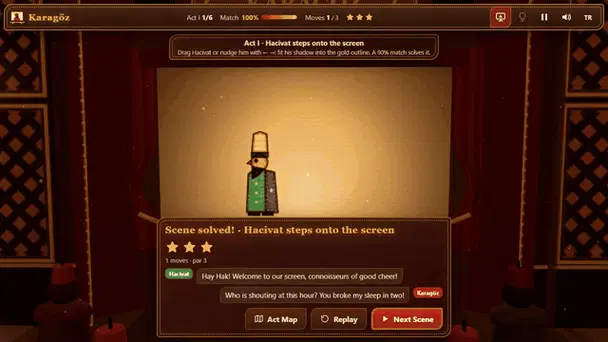 Karagöz
Act I 1/6 Match 100% Moves 1 / 3
TR
Act I · Hacivat steps onto the screen
Drag Hacivat or nudge him with ← →; fit his shadow into the gold outline. A 90% match solves it.
Scene solved! · Hacivat steps onto the screen
1 moves · par 3
Hacivat
Hay Hak! Welcome to our screen, connoisseurs of good cheer!
Who is shouting at this hour? You broke my sleep in two!
Karagöz
Act Map
Replay
Next Scene